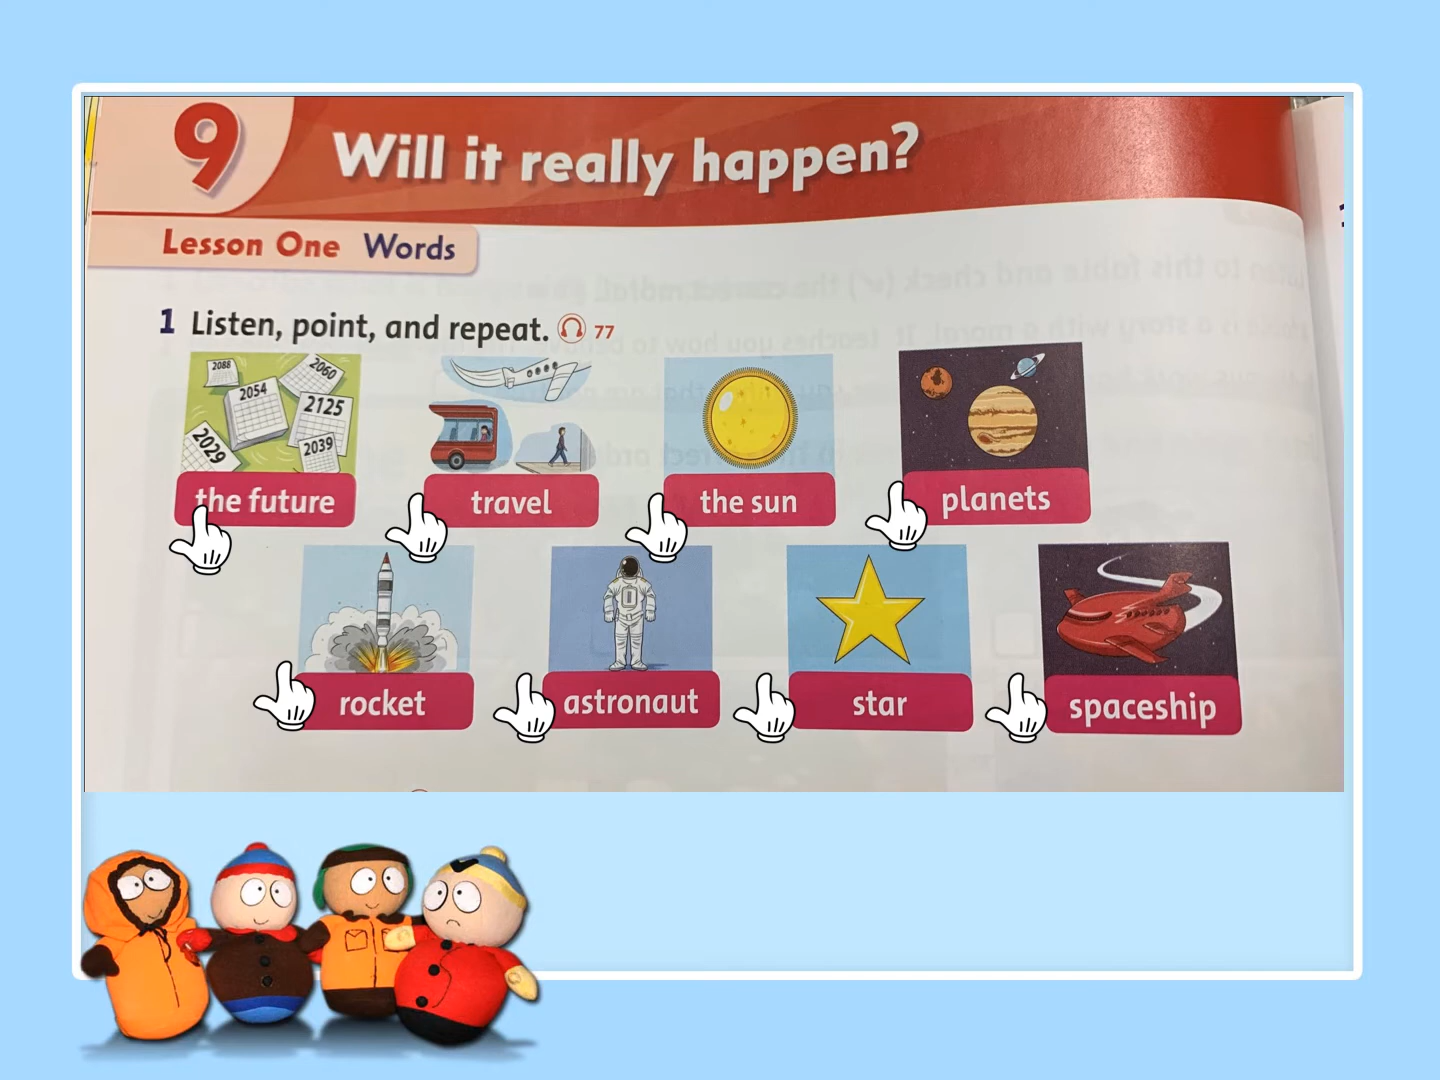 9 Will it really happen?
Lesson One Words
1 Listen, point, and repeat. 77
2088
2060
2054
2125
2029
2039
the future
travel
the sun
planets
rocket
astronaut
star
spaceship